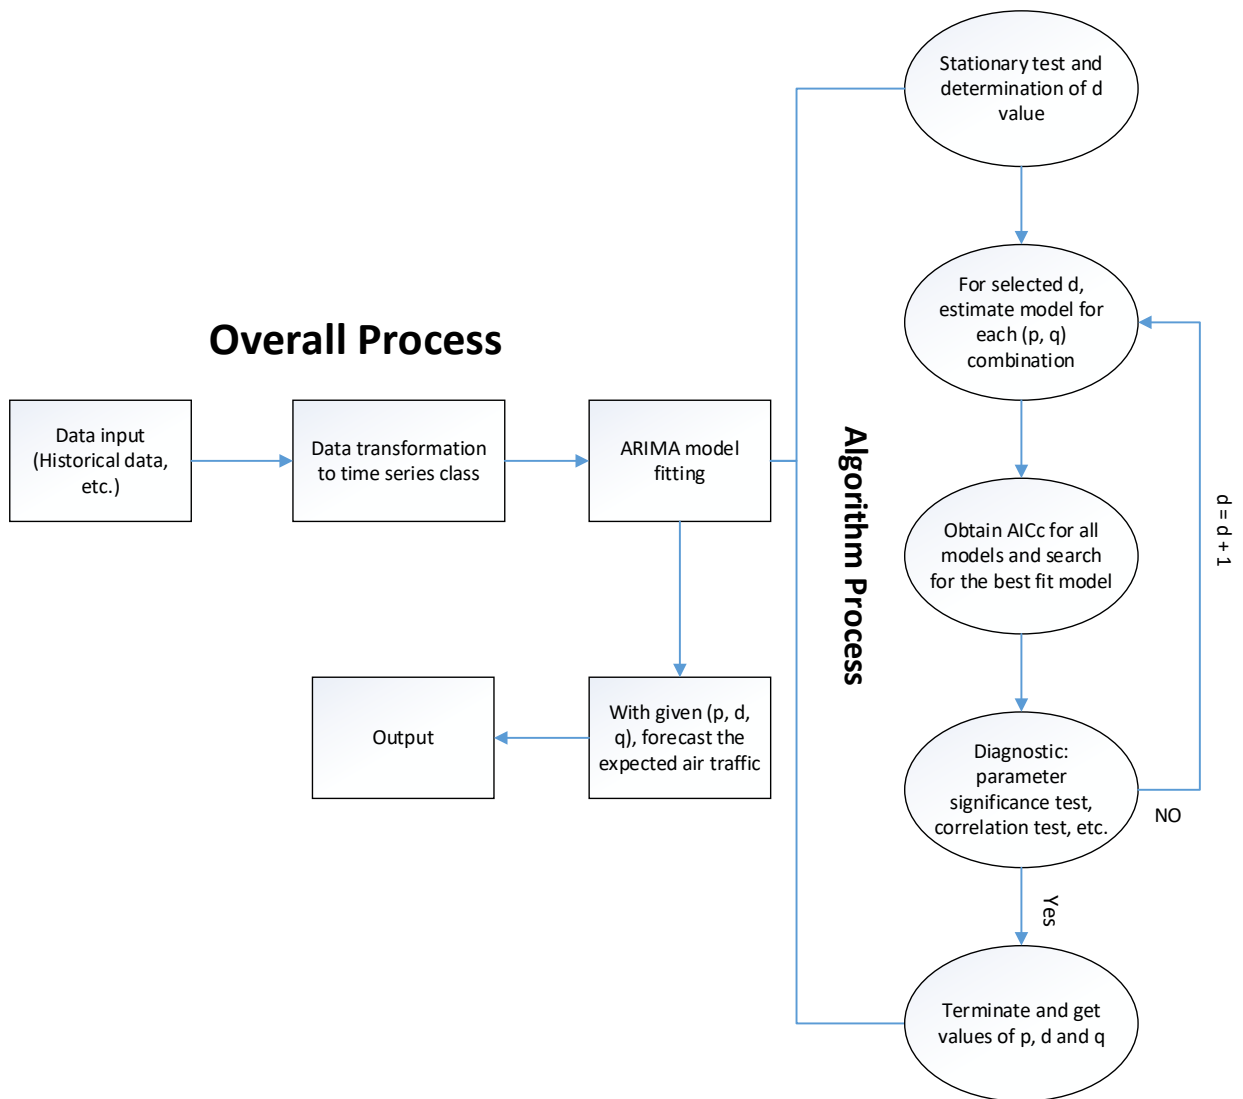 Overall Process
Data input
(Historical data,
etc.)
Data transformation
to time series class
ARIMA model
fitting
With given (p, d,
q), forecast the
expected air traffic
Output
Algorithm Process
Stationary test and
determination of d
value
For selected d,
estimate model for
each (p, q)
combination
Obtain AICc for all
models and search
for the best fit model
Diagnostic:
parameter
significance test,
correlation test, etc.
NO
d = d + 1
Yes
Terminate and get
values of p, d and q